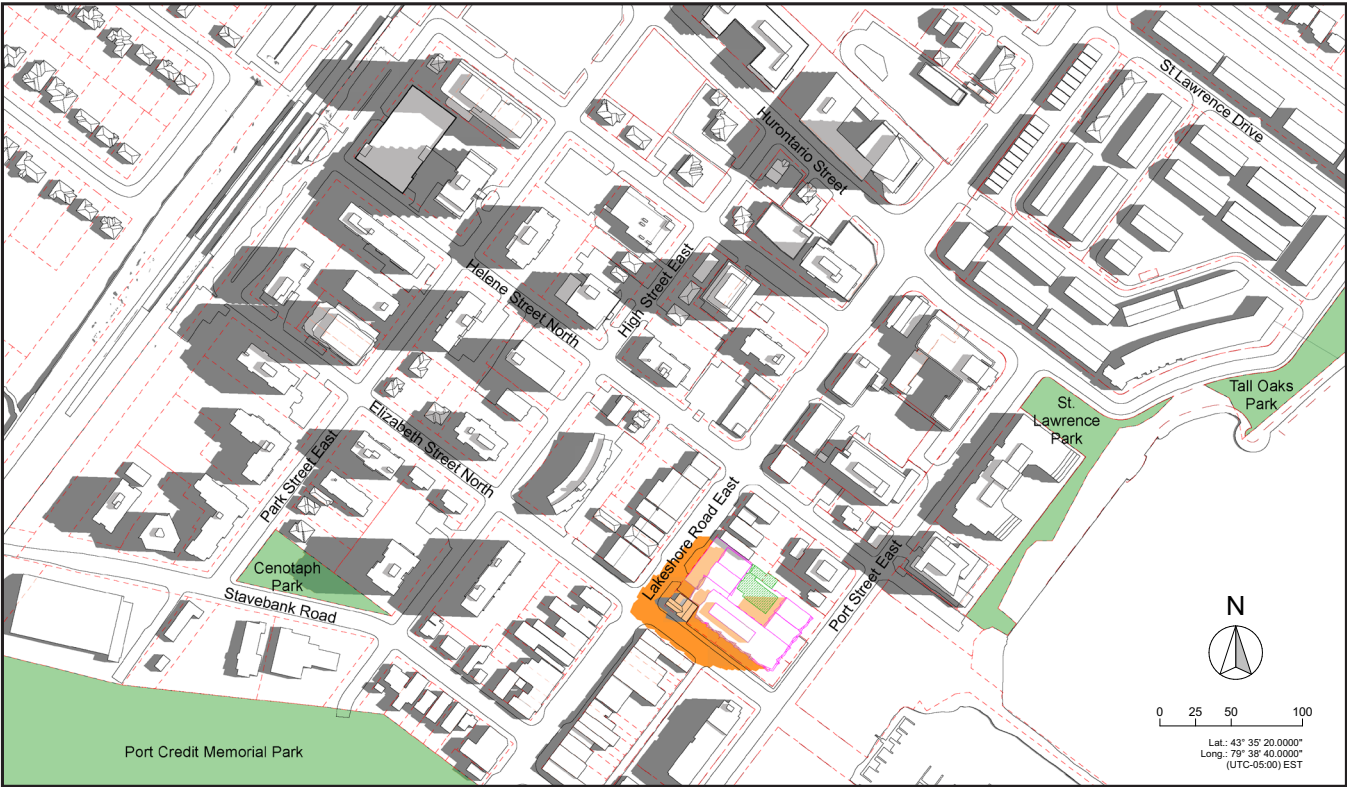 St Lawrence Drive
Hurontario Street
High Street East
Helene Street North
Tall Oaks
Park
St.
Lawrence
Park
Elizabeth Street North
Park Street East
Lakeshore Road East
Port Street East
Cenotaph
Park
Stavebank Road
N
0 25 50 100
Lat.: 43° 35' 20.0000"
Long.: 79° 38' 40.0000"
(UTC-05:00) EST
Port Credit Memorial Park